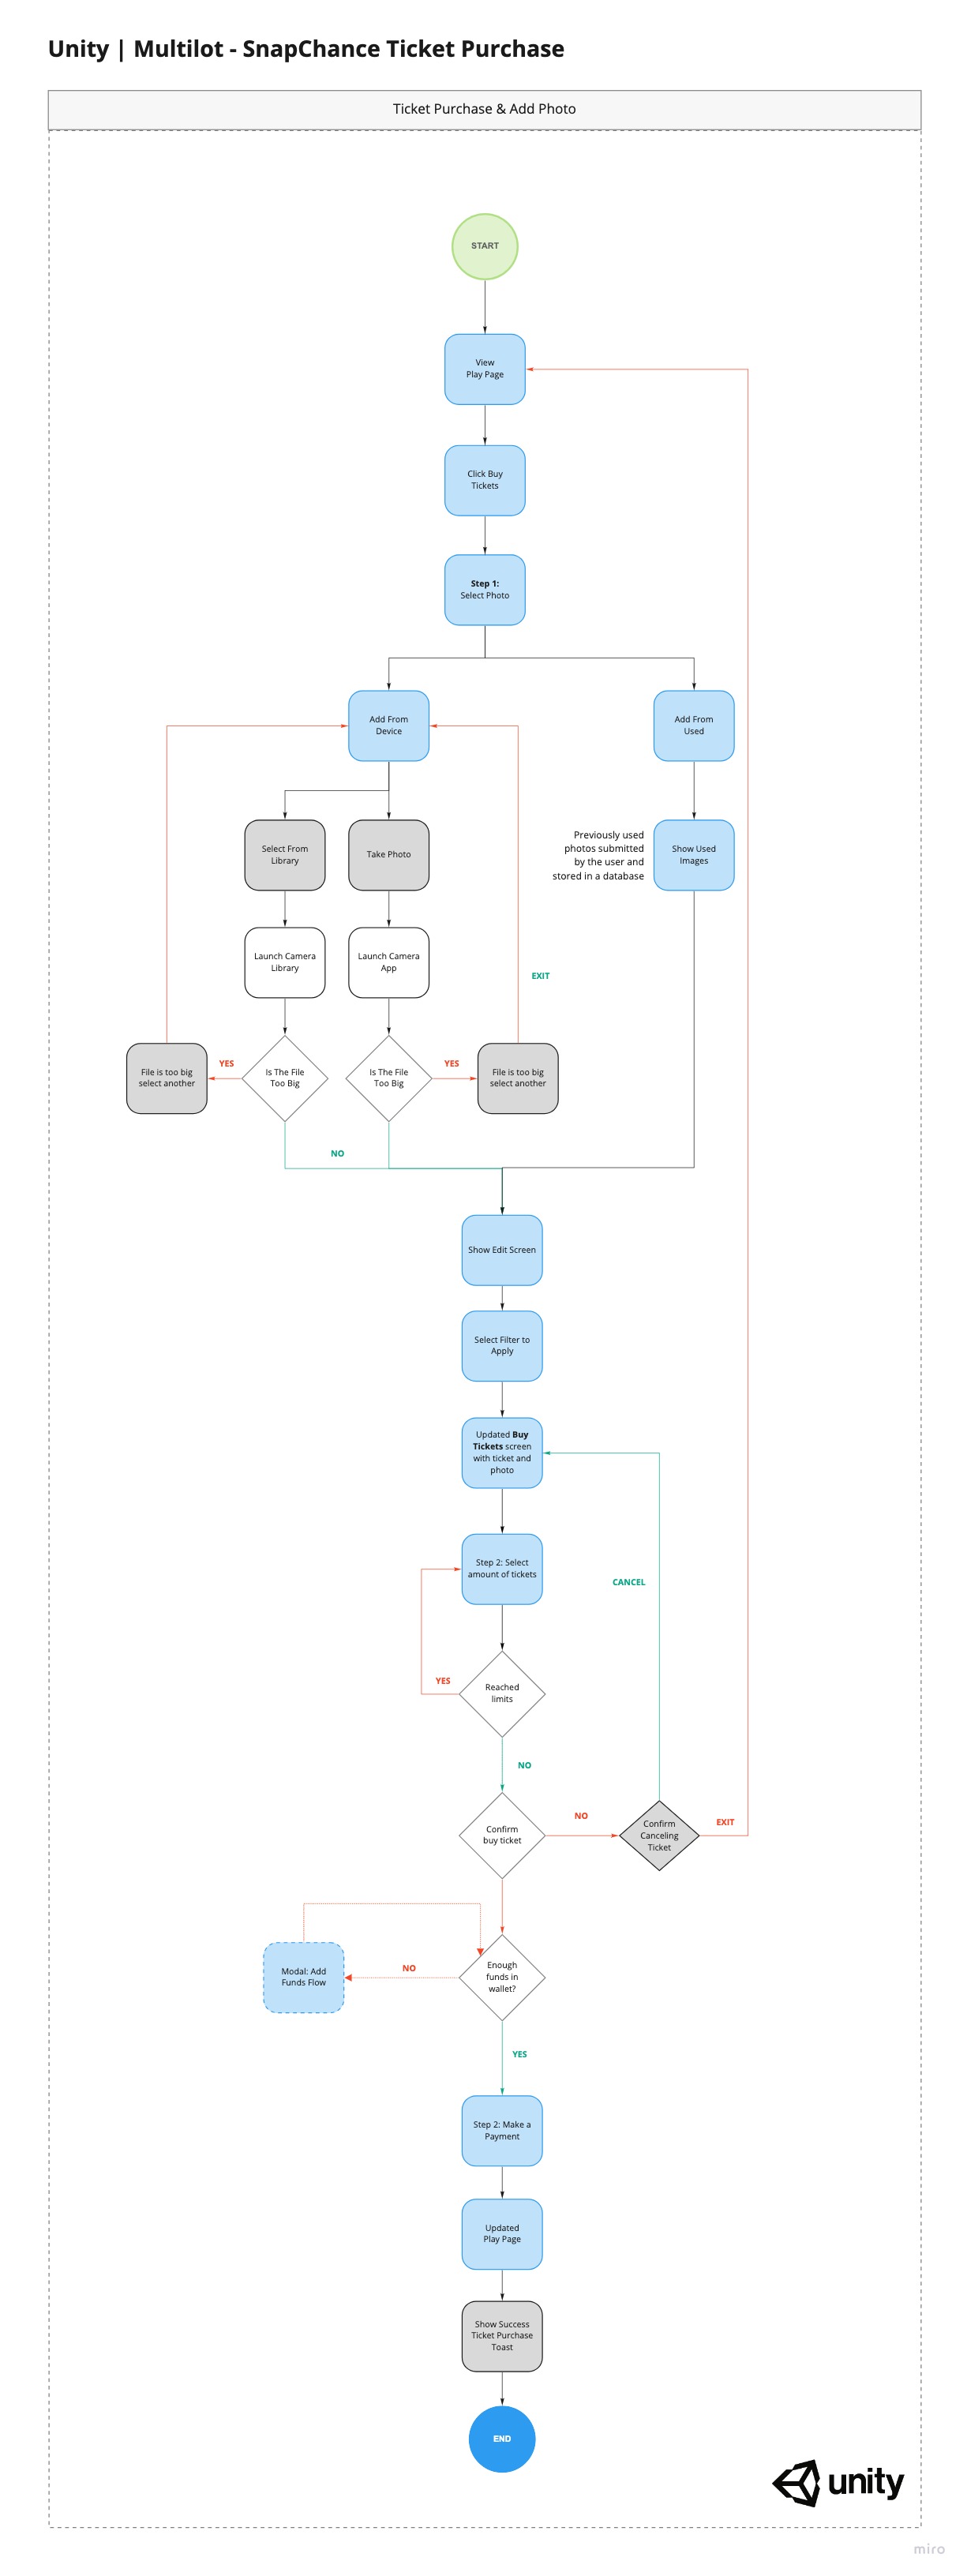 Unity | Multilot - SnapChance Ticket Purchase
Ticket Purchase & Add Photo
START
View
Play Page
Click Buy
Tickets
Step 1:
Select Photo
Add From
Device
Add From
Used
Select From
Library
Take Photo
Previously used
photos submitted
by the user and
stored in a database
Show Used
Images
Launch Camera
Library
Launch Camera
App
EXIT
File is too big
select another
YES
Is The File
Too Big
Is The File
Too Big
YES
File is too big
select another
NO
Show Edit Screen
Select Filter to
Apply
Updated Buy
Tickets screen
with ticket and
photo
Step 2: Select
amount of tickets
CANCEL
YES
Reached
limits
NO
Confirm
buy ticket
NO
Confirm
Canceling
Ticket
EXIT
Modal: Add
Funds Flow
NO
Enough
funds in
wallet?
YES
Step 2: Make a
Payment
Updated
Play Page
Show Success
Ticket Purchase
Toast
END
unity
miro